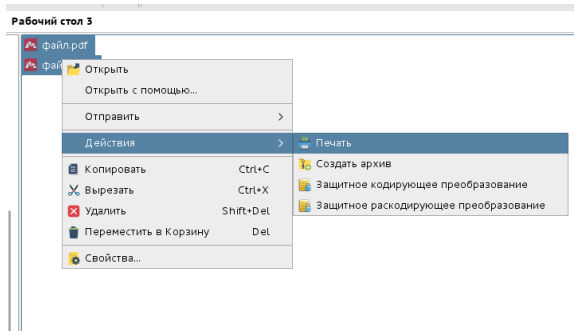 Рабочий стол 3
файл.pdf
фай
Открыть
Открыть с помощью...
Отправить
Действия
Копировать Ctrl+C
Вырезать Ctrl+X
Удалить Shift+Del
Переместить в Корзину Del
Свойства...
Печать
Создать архив
Защитное кодирующее преобразование
Защитное раскодирующее преобразование